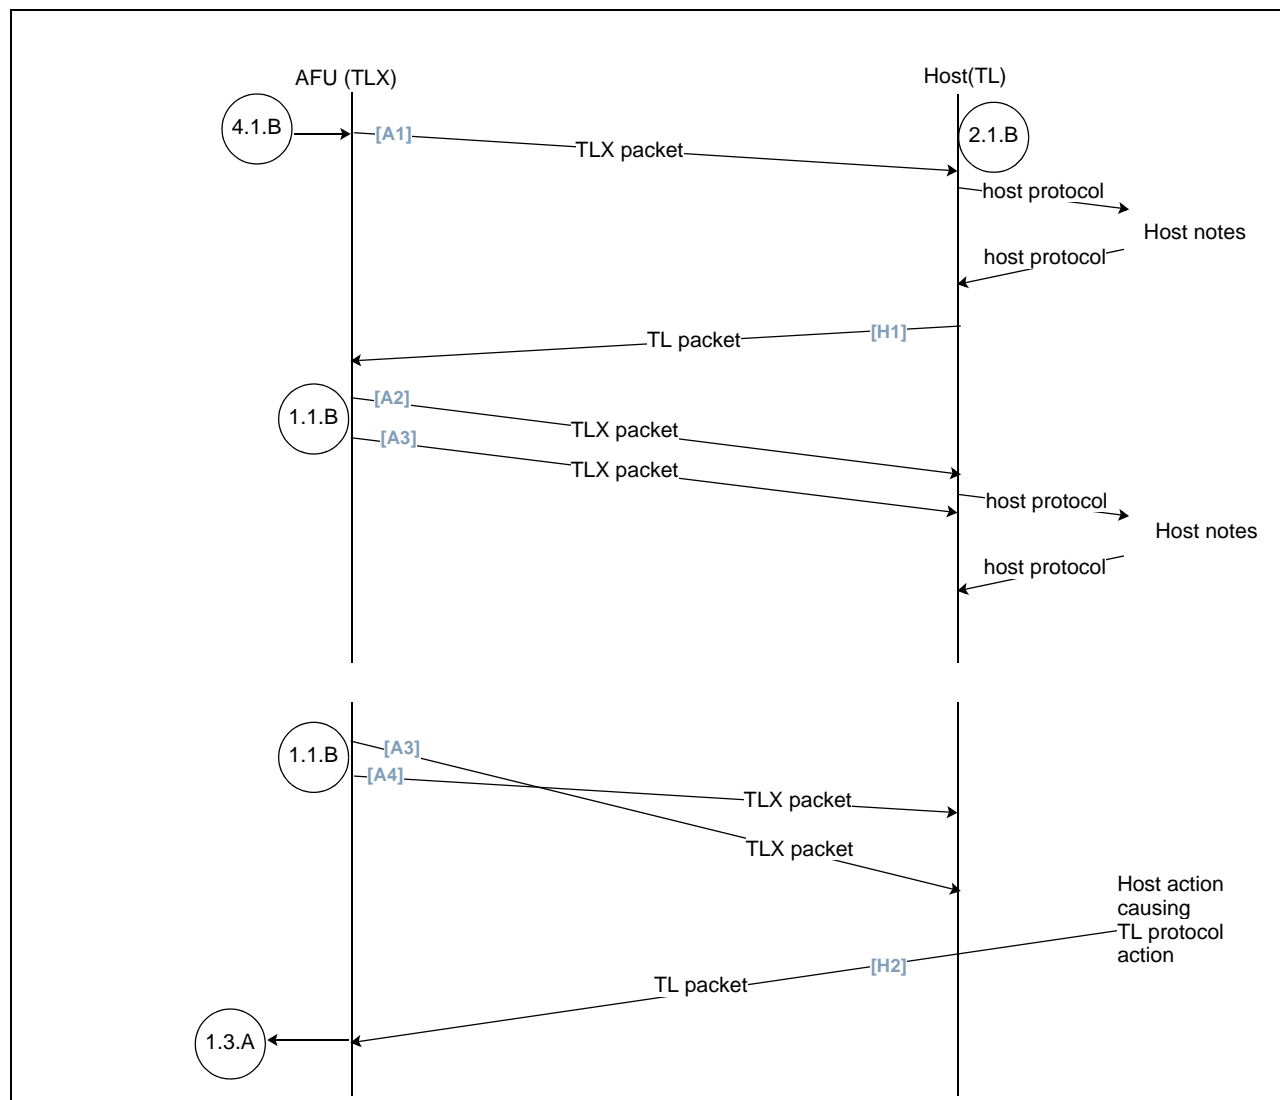 AFU (TLX)
Host(TL)
4.1.B
[A1]
TLX packet
2.1.B
host protocol
Host notes
host protocol
[H1]
TL packet
1.1.B
[A2]
TLX packet
[A3]
TLX packet
host protocol
Host notes
host protocol
1.1.B
[A3]
[A4]
TLX packet
TLX packet
Host action
causing
TL protocol
action
[H2]
TL packet
1.3.A